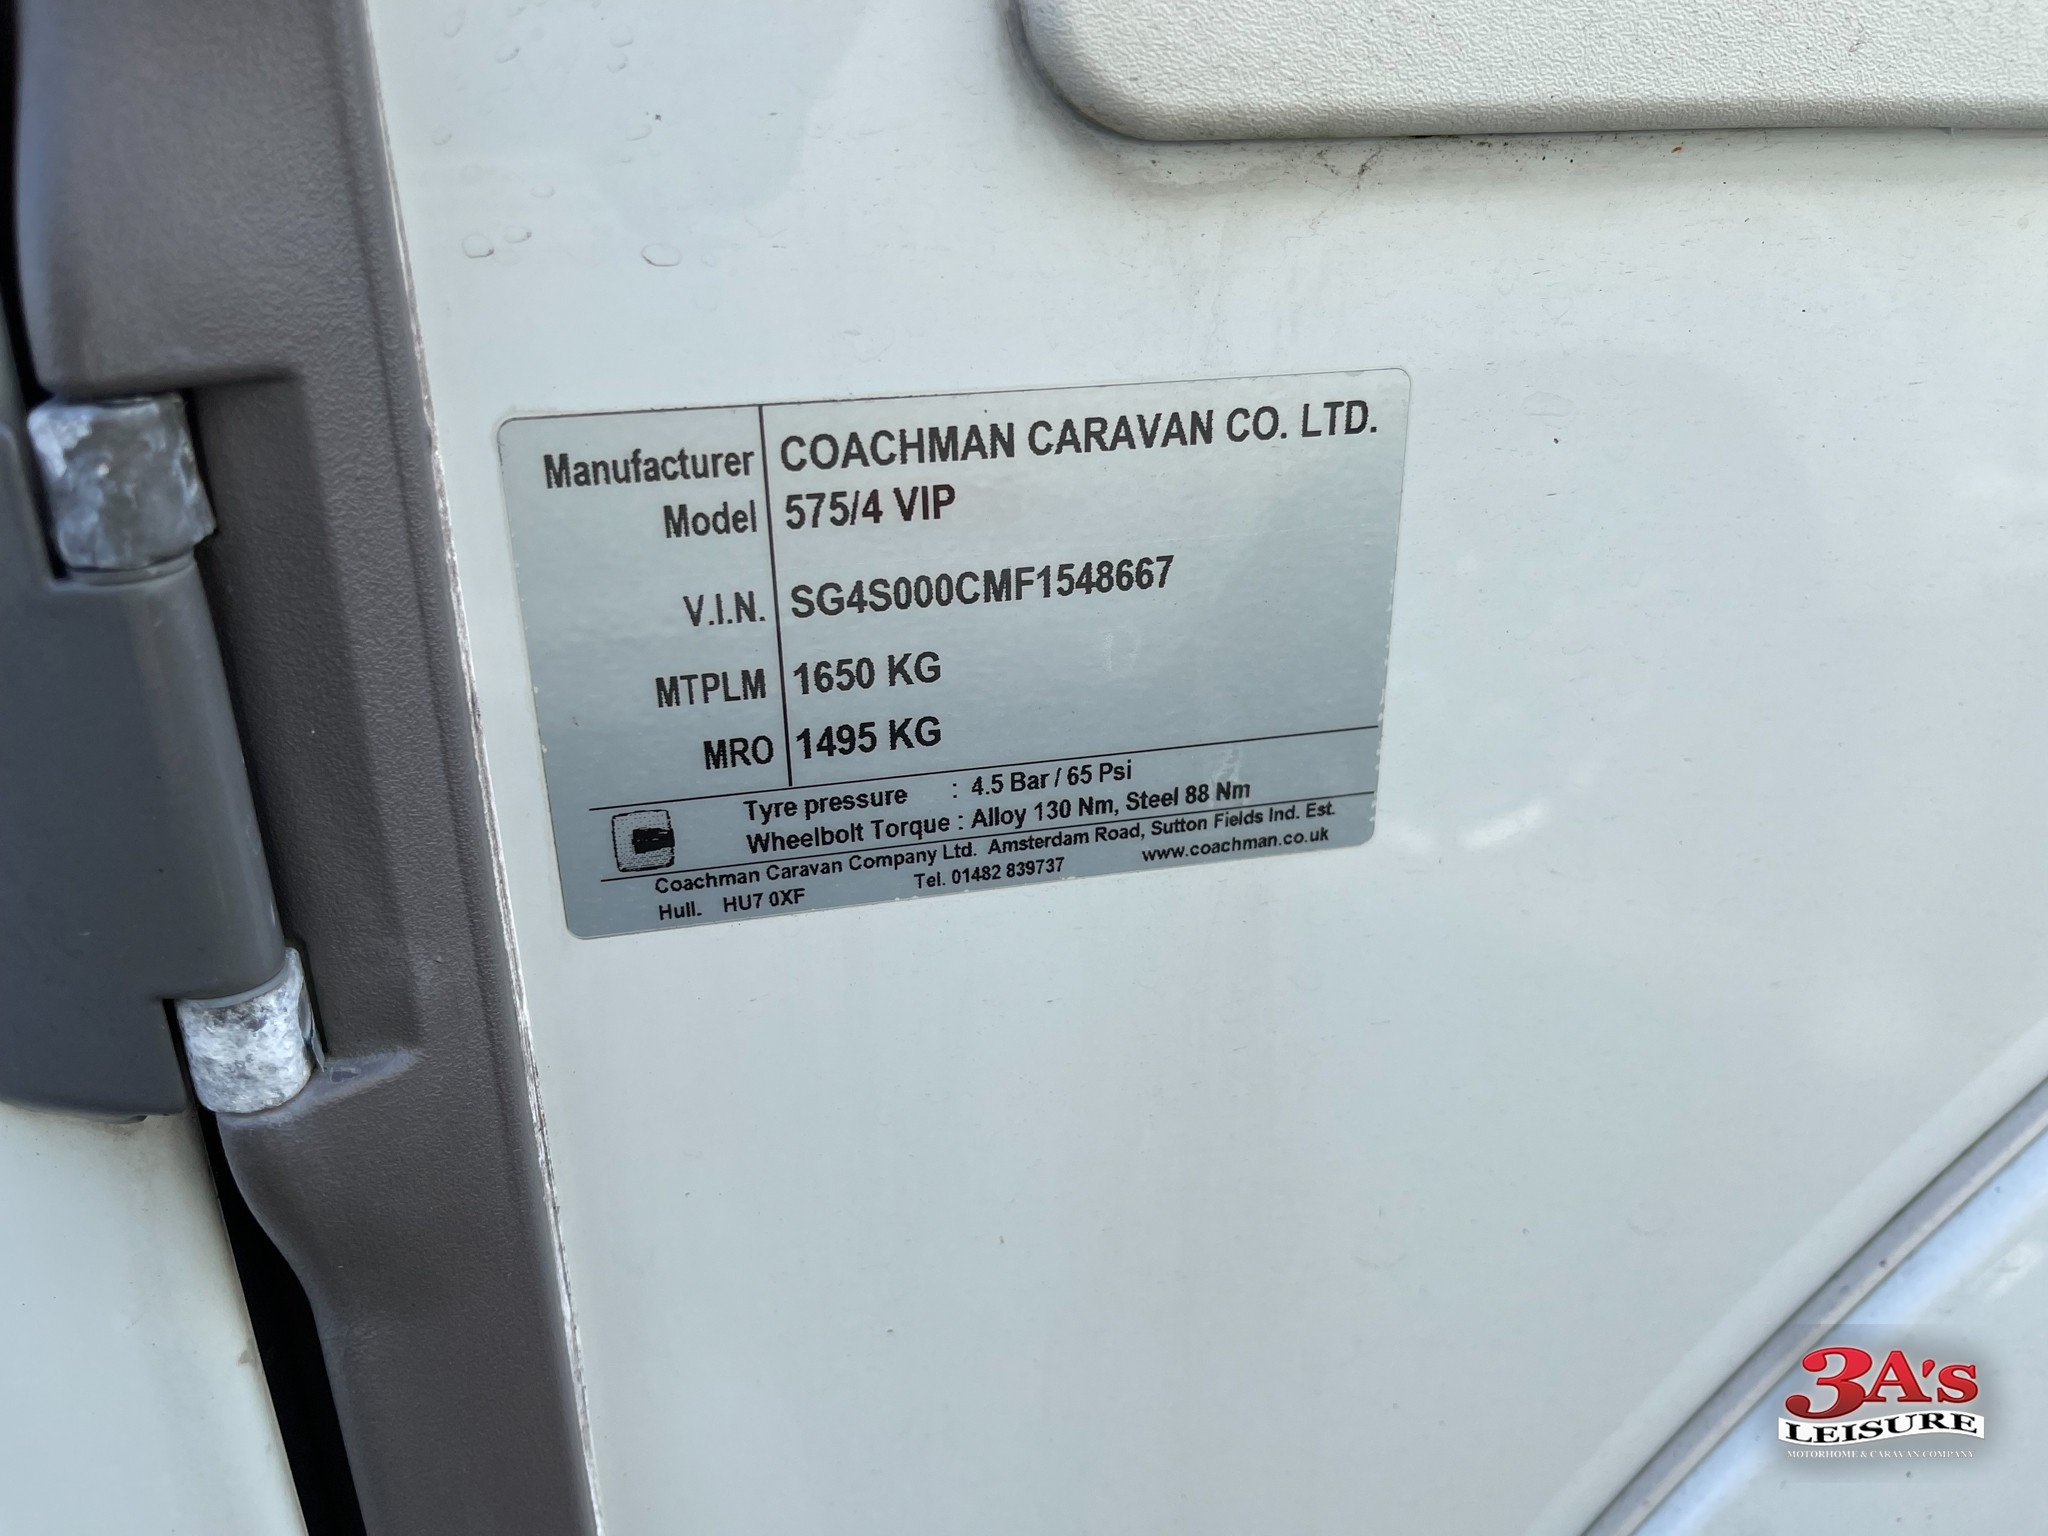 Manufacturer COACHMAN CARAVAN CO. LTD.
Model 575/4 VIP
V.I.N. SG4S000CMF1548667
MTPLM 1650 KG
MRO 1495 KG
Tyre pressure : 4.5 Bar / 65 Psi
Wheelbolt Torque : Alloy 130 Nm, Steel 88 Nm
Coachman Caravan Company Ltd. Amsterdam Road, Sutton Fields Ind. Est.
Hull. HU7 0XF Tel. 01482 839737 www.coachman.co.uk
3A's
LEISURE
MOTORHOME & CARAVAN COMPANY